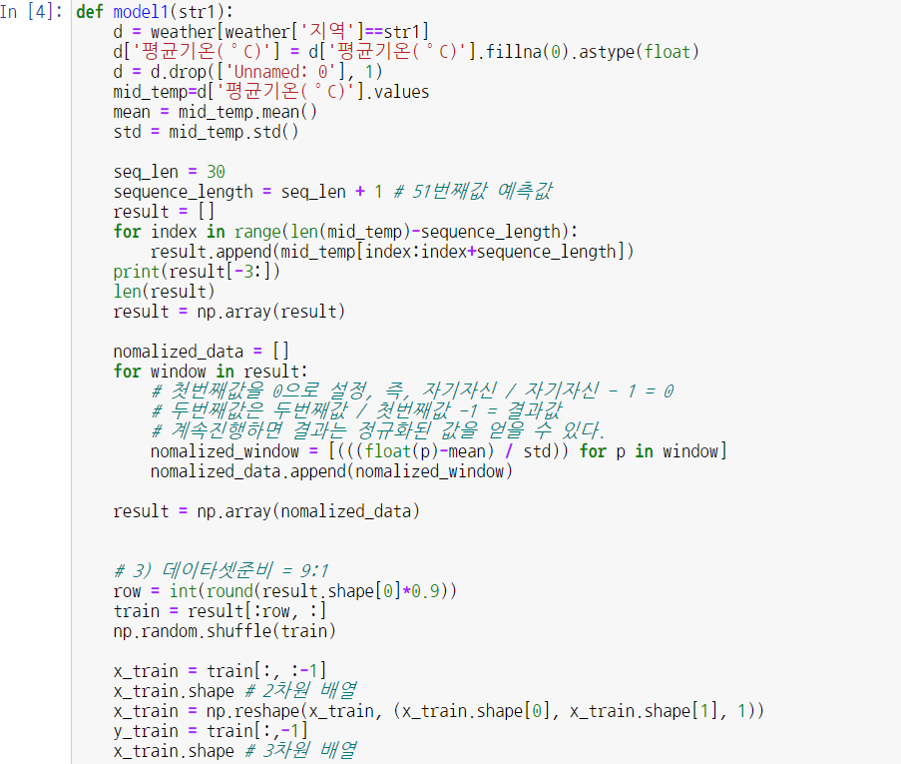 In [4]: def model1(str1):
    d = weather[weather['지역']==str1]
    d['평균기온(°C)'] = d['평균기온(°C)'].fillna(0).astype(float)
    d = d.drop(['Unnamed: 0'], 1)
    mid_temp=d['평균기온(°C)'].values
    mean = mid_temp.mean()
    std = mid_temp.std()
    seq_len = 30
    sequence_length = seq_len + 1 # 51번째값 예측값
    result = []
    for index in range(len(mid_temp)-sequence_length):
        result.append(mid_temp[index:index+sequence_length])
    print(result[-3:])
    len(result)
    result = np.array(result)
    nomalized_data = []
    for window in result:
        # 첫번째값을 0으로 설정, 즉, 자기자신 / 자기자신 - 1 = 0
        # 두번째값은 두번째값 / 첫번째값 -1 = 결과값
        # 계속진행하면 결과는 정규화된 값을 얻을 수 있다.
        nomalized_window = [(((float(p)-mean) / std)) for p in window]
        nomalized_data.append(nomalized_window)
    result = np.array(nomalized_data)
    # 3) 데이타셋준비 = 9:1
    row = int(round(result.shape[0]*0.9))
    train = result[:row, :]
    np.random.shuffle(train)
    x_train = train[:, :-1]
    x_train.shape # 2차원 배열
    x_train = np.reshape(x_train, (x_train.shape[0], x_train.shape[1], 1))
    y_train = train[:,-1]
    x_train.shape # 3차원 배열